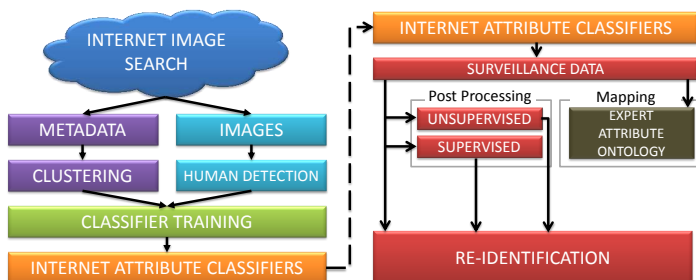 INTERNET IMAGE
SEARCH
METADATA
IMAGES
CLUSTERING
HUMAN DETECTION
CLASSIFIER TRAINING
INTERNET ATTRIBUTE CLASSIFIERS
INTERNET ATTRIBUTE CLASSIFIERS
SURVEILLANCE DATA
Post Processing
Mapping
UNSUPERVISED
SUPERVISED
EXPERT
ATTRIBUTE
ONTOLOGY
RE-IDENTIFICATION